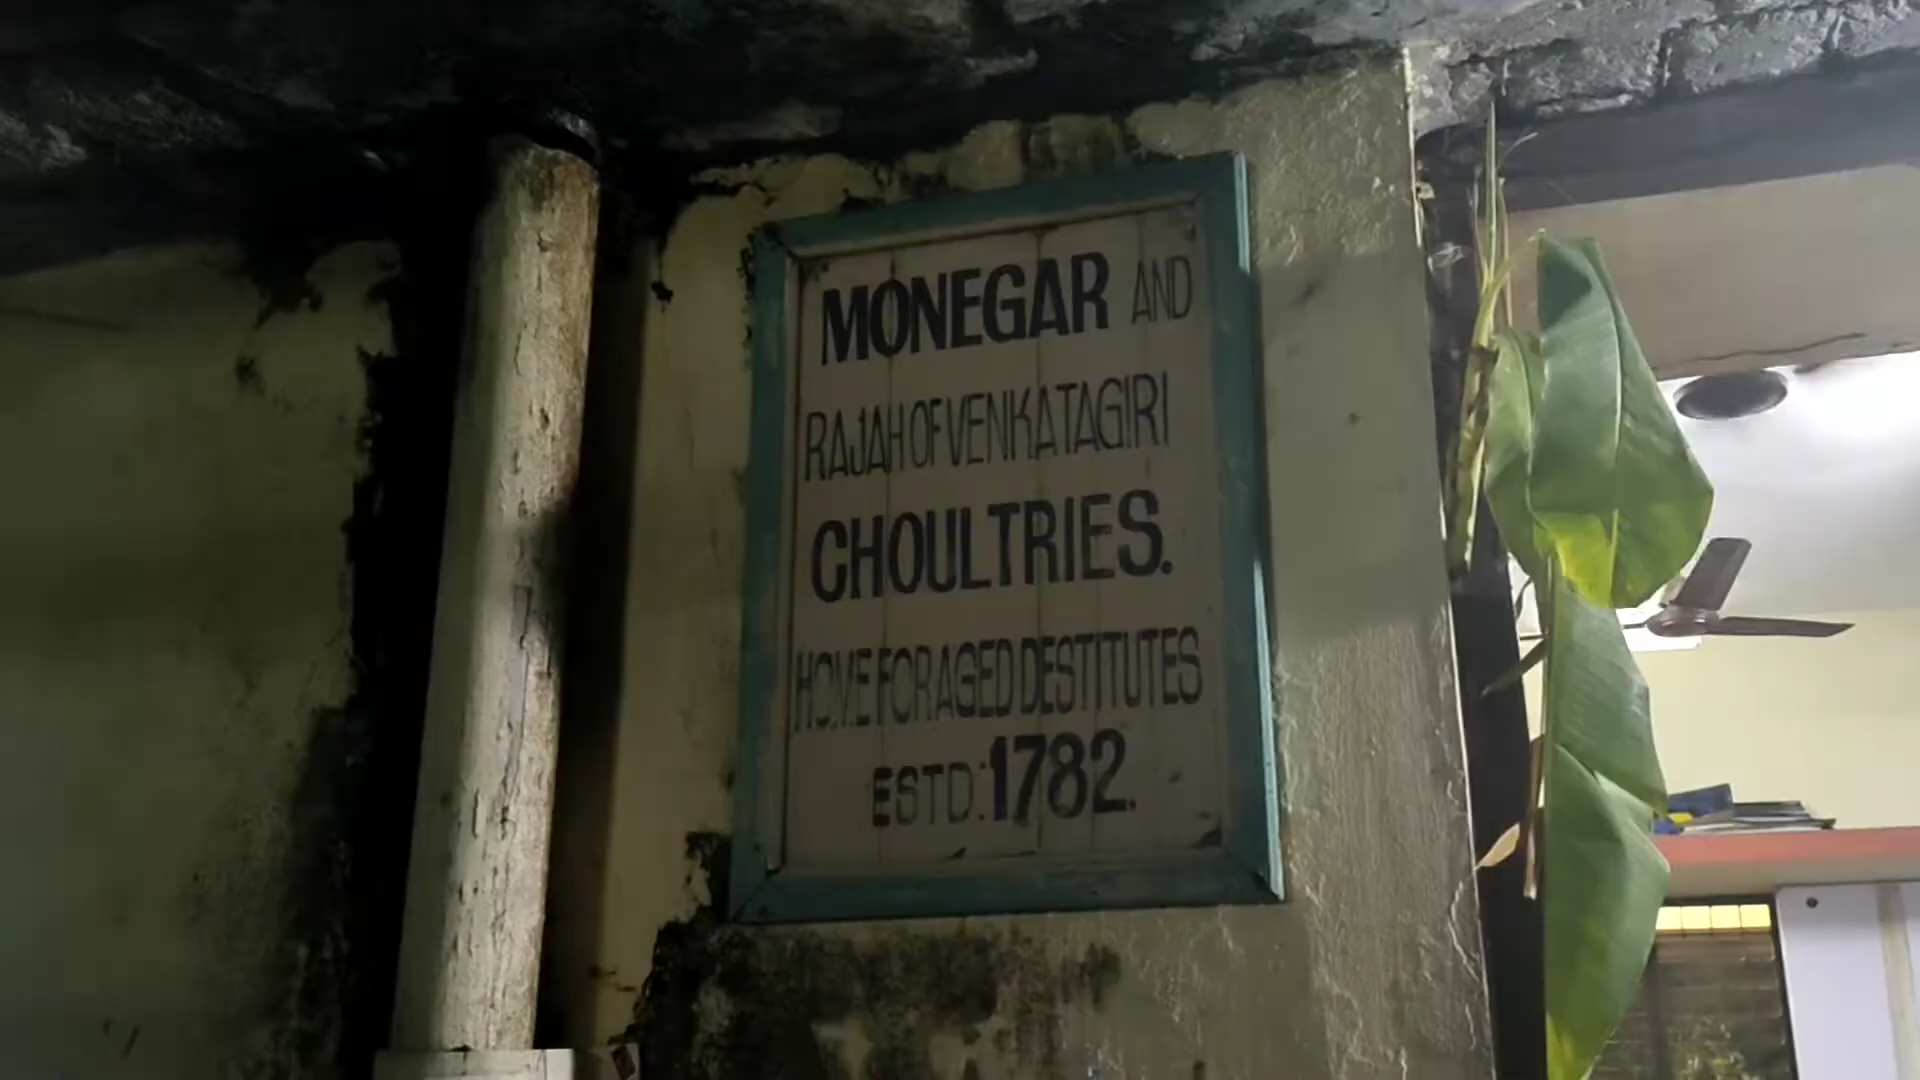 MONEGAR AND
RAJAH OF VENKATAGIRI
CHOULTRIES.
HOME FOR AGED DESTITUTES
ESTD: 1782.